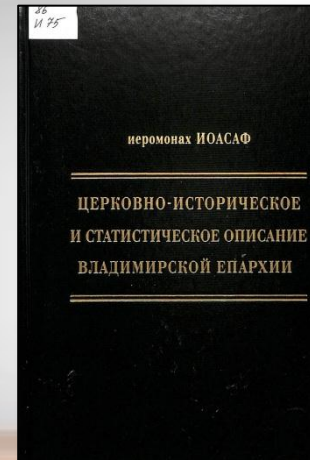 86
И 75
иеромонах ИОАСАФ
ЦЕРКОВНО-ИСТОРИЧЕСКОЕ
И СТАТИСТИЧЕСКОЕ ОПИСАНИЕ
ВЛАДИМИРСКОЙ ЕПАРХИИ